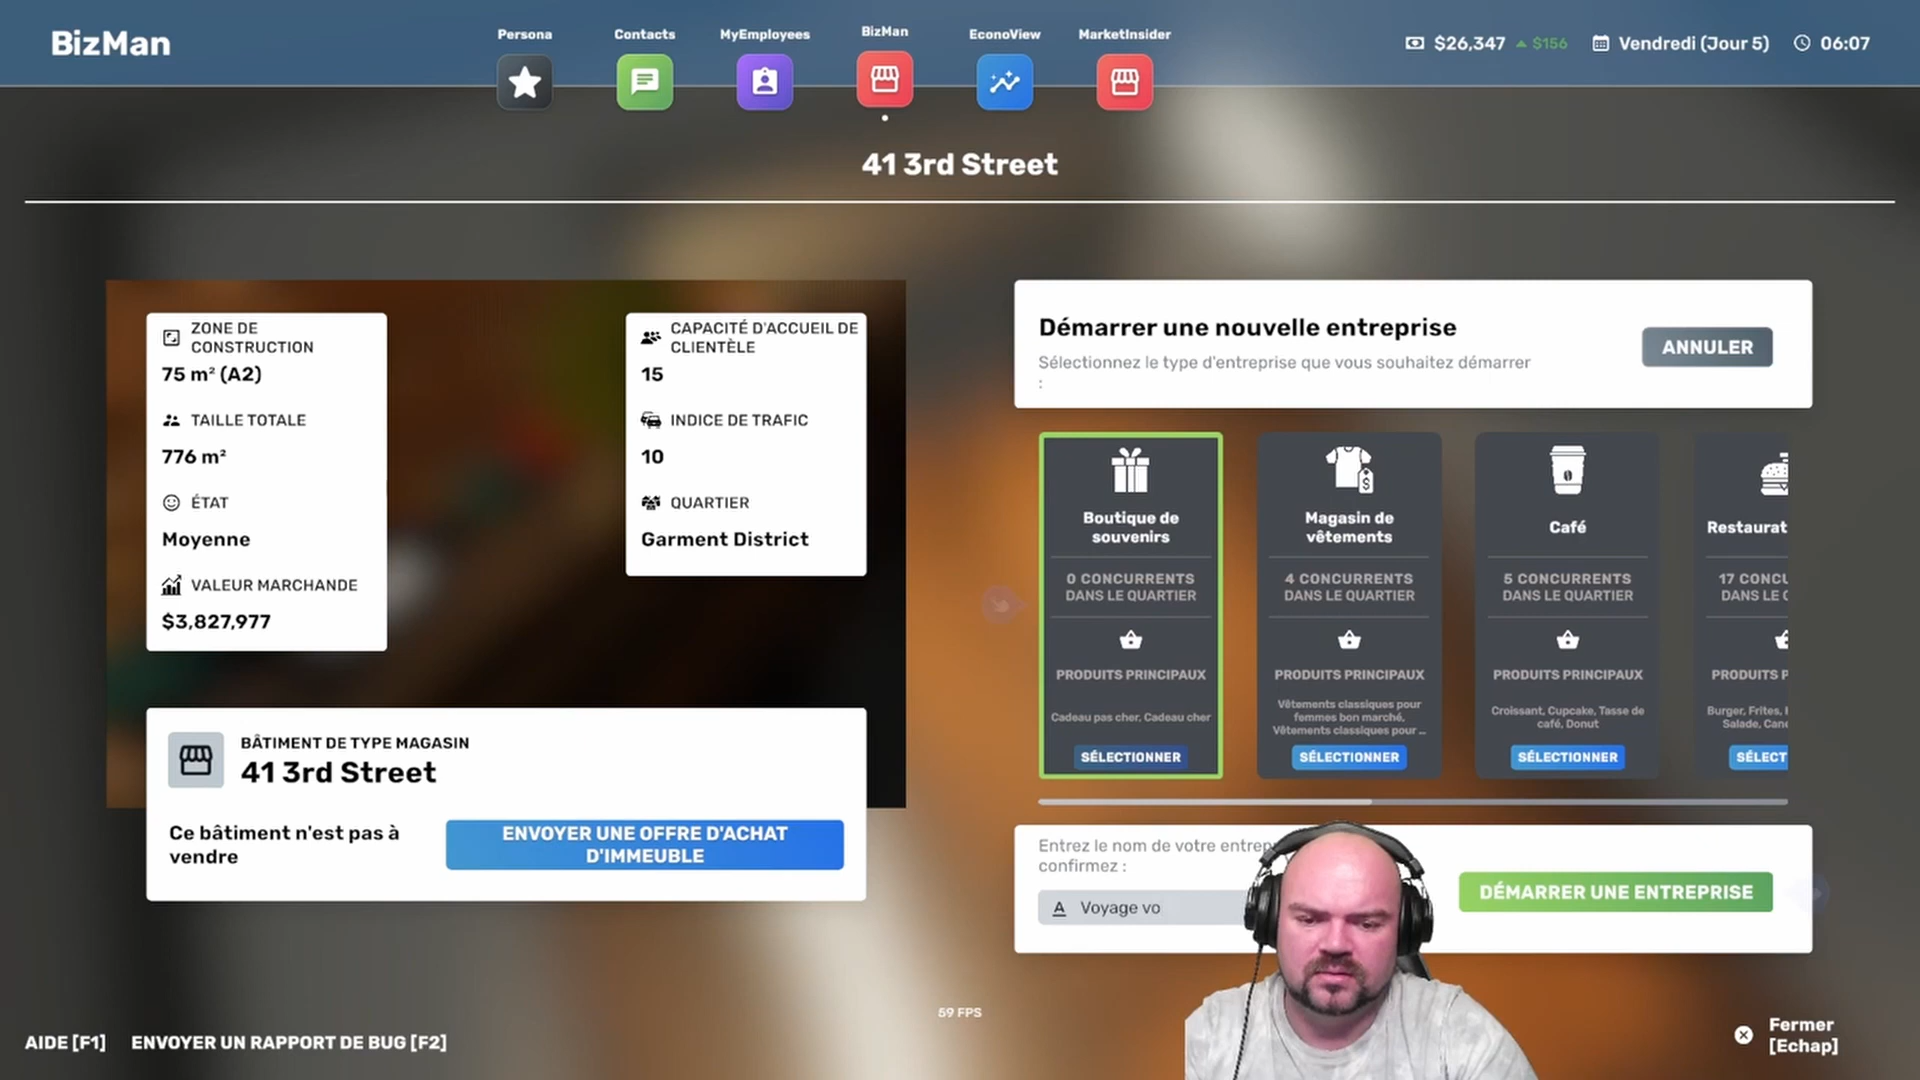 BizMan
Persona
Contacts
MyEmployees
BizMan
EconoView
MarketInsider
$26,347
$156
Vendredi (Jour 5)
06:07
41 3rd Street
ZONE DE
CONSTRUCTION
75 m² (A2)
TAILLE TOTALE
776 m²
ÉTAT
Moyenne
VALEUR MARCHANDE
$3,827,977
CAPACITÉ D'ACCUEIL DE
CLIENTÈLE
15
INDICE DE TRAFIC
10
QUARTIER
Garment District
BÂTIMENT DE TYPE MAGASIN
41 3rd Street
Ce bâtiment n'est pas à
vendre
ENVOYER UNE OFFRE D'ACHAT
D'IMMEUBLE
Démarrer une nouvelle entreprise
Sélectionnez le type d'entreprise que vous souhaitez démarrer
:
ANNULER
Boutique de
souvenirs
0 CONCURRENTS
DANS LE QUARTIER
PRODUITS PRINCIPAUX
Cadeau pas cher, Cadeau cher
SÉLECTIONNER
Magasin de
vêtements
4 CONCURRENTS
DANS LE QUARTIER
PRODUITS PRINCIPAUX
Vêtements classiques pour
femmes bon marché,
Vêtements classiques pour ...
SÉLECTIONNER
Café
5 CONCURRENTS
DANS LE QUARTIER
PRODUITS PRINCIPAUX
Croissant, Cupcake, Tasse de
café, Donut
SÉLECTIONNER
Restaurat
17 CONCU
DANS LE
PRODUITS P
Burger, Frites,
Salade, Can
SÉLECT
Entrez le nom de votre entrep
confirmez :
Voyage vo
DÉMARRER UNE ENTREPRISE
59 FPS
AIDE [F1]
ENVOYER UN RAPPORT DE BUG [F2]
Fermer
[Echap]